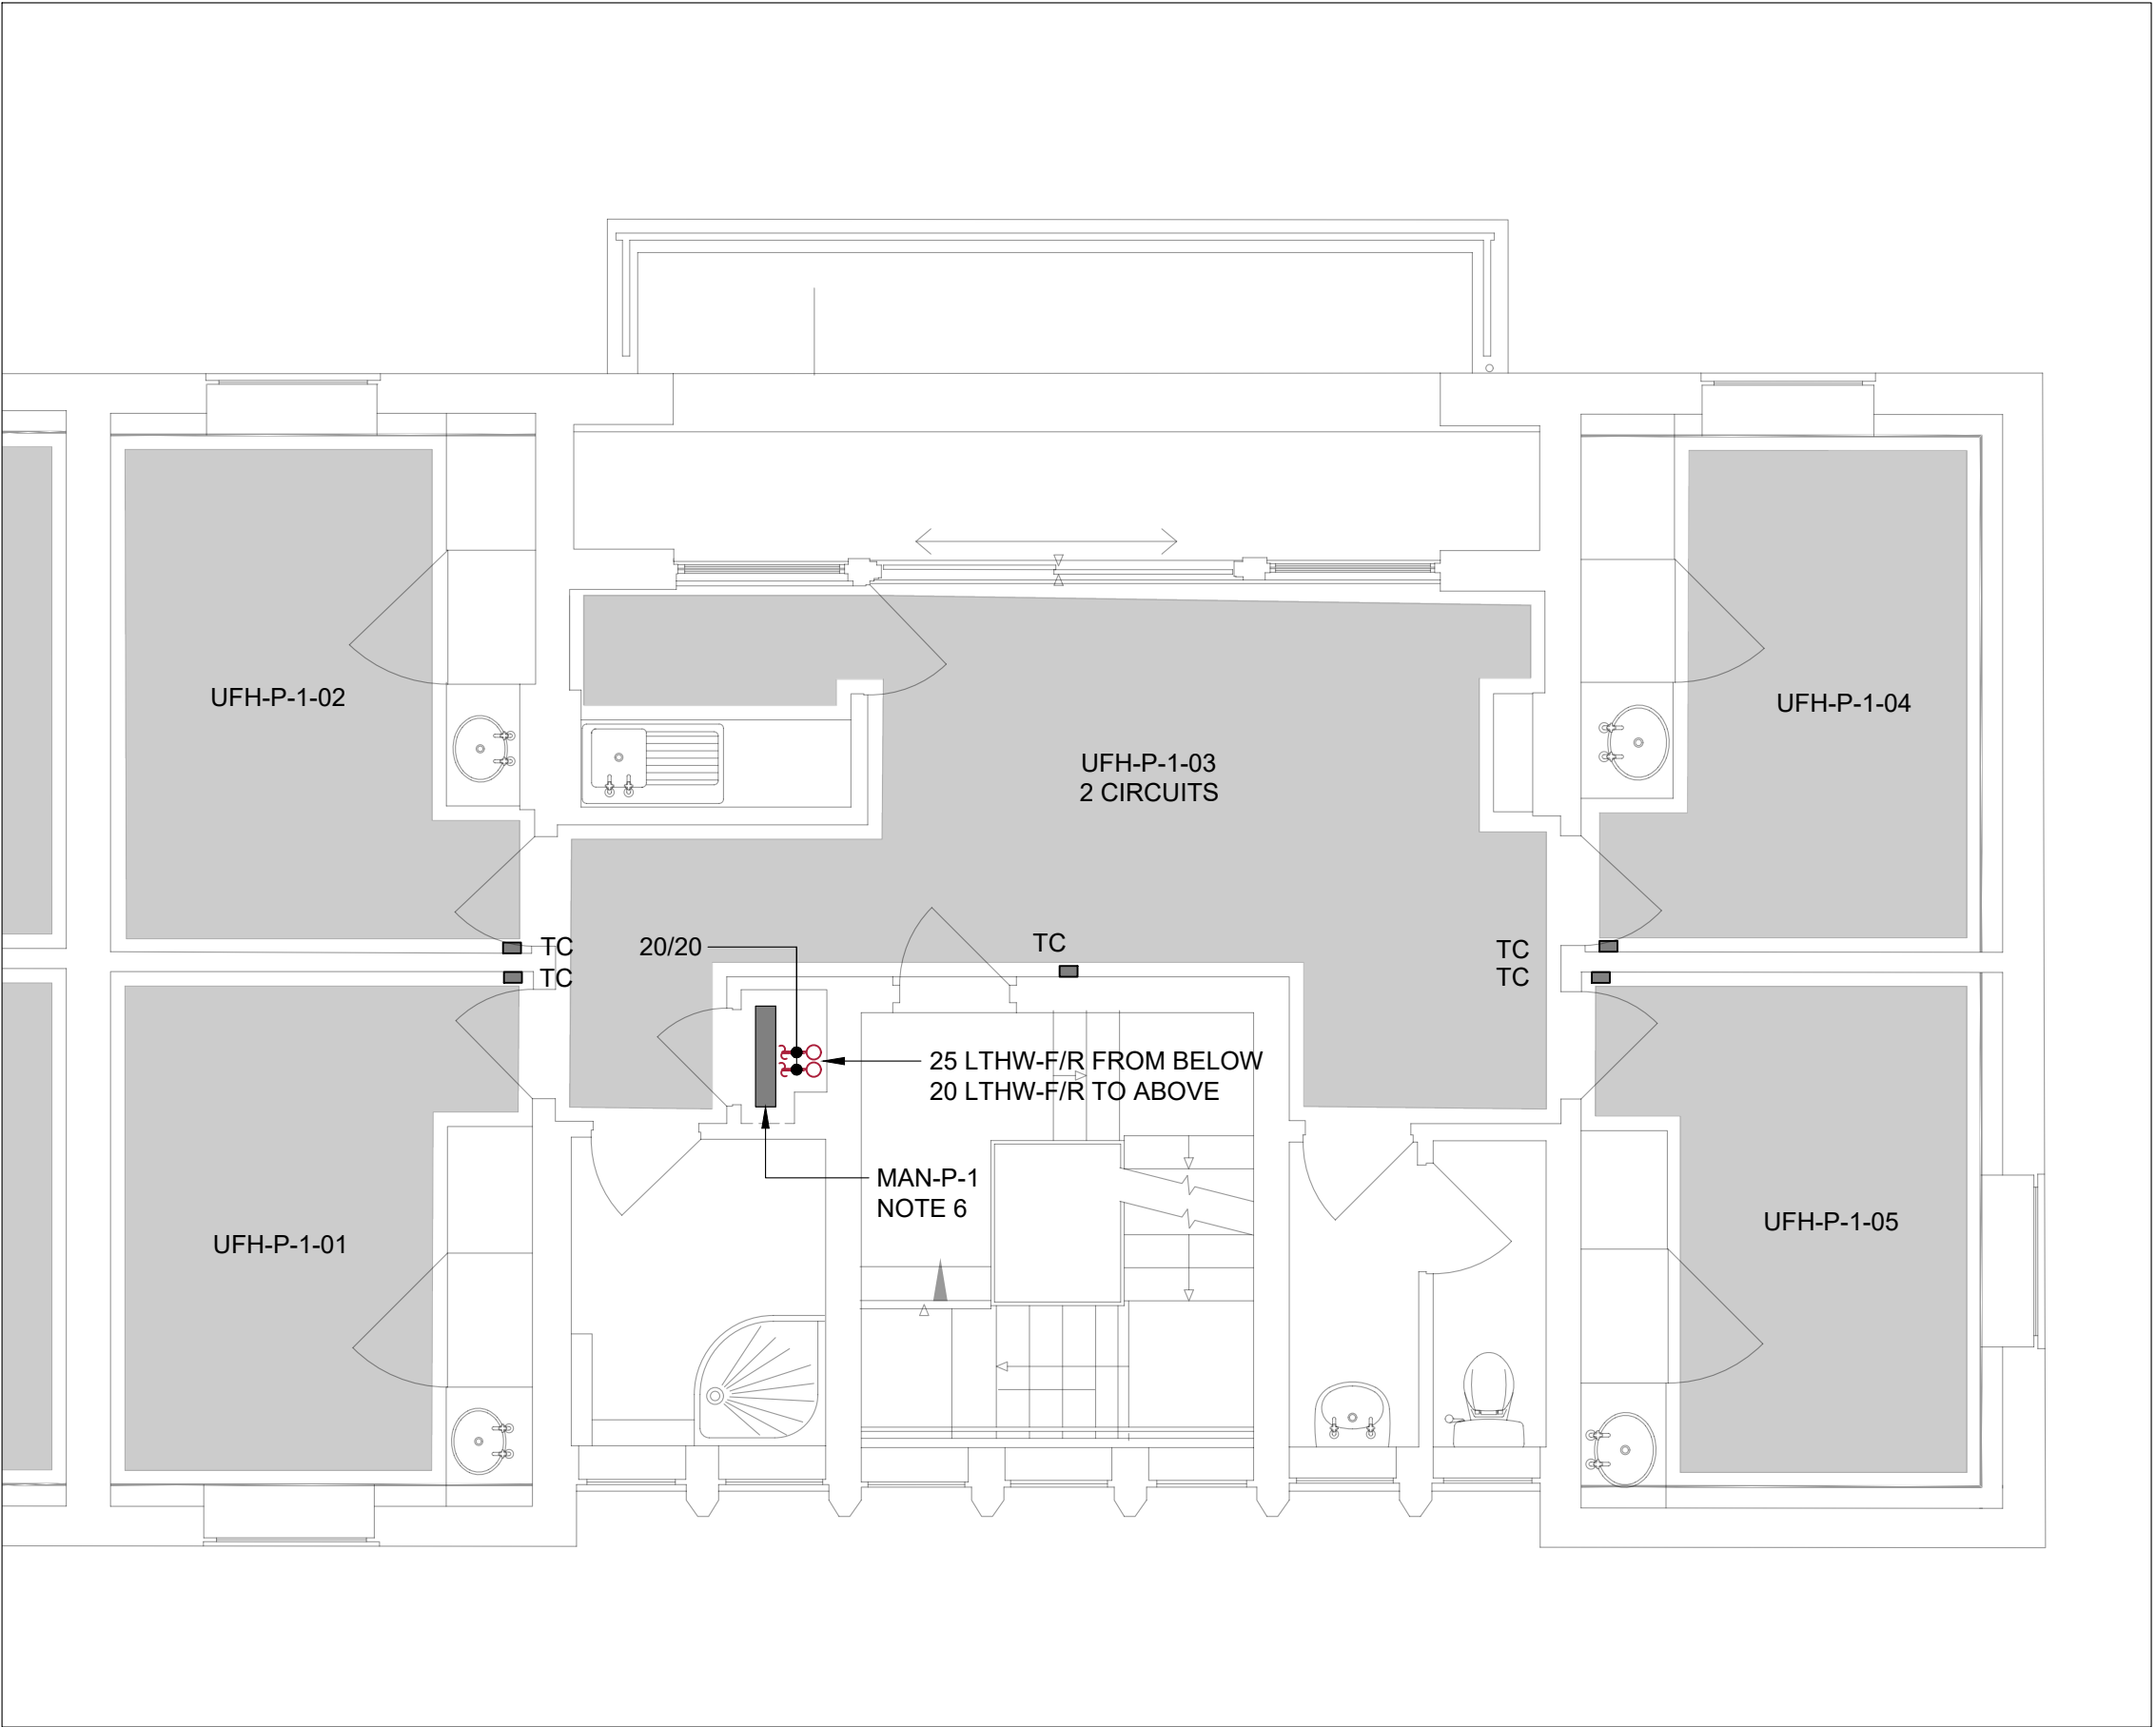 UFH-P-1-02
UFH-P-1-04
UFH-P-1-03
2 CIRCUITS
TC
TC
20/20
TC
TC
TC
25 LTHW-F/R FROM BELOW
20 LTHW-F/R TO ABOVE
MAN-P-1
NOTE 6
UFH-P-1-01
UFH-P-1-05